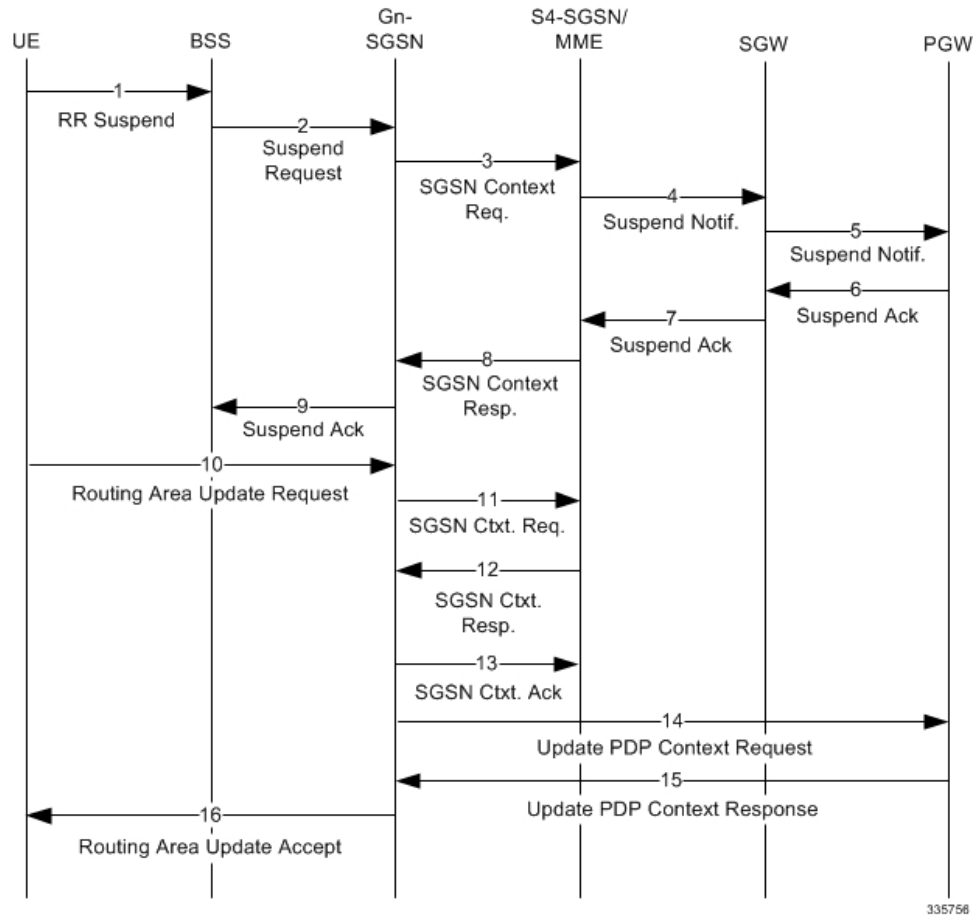 Gn-
SGSN
S4-SGSN/
MME
UE
BSS
SGW
PGW
1
RR Suspend
2
Suspend
Request
3
SGSN Context
Req.
4
Suspend Notif.
5
Suspend Notif.
6
Suspend Ack
7
Suspend Ack
8
SGSN Context
Resp.
9
Suspend Ack
10
Routing Area Update Request
11
SGSN Ctxt. Req.
12
SGSN Ctxt.
Resp.
13
SGSN Ctxt. Ack
14
Update PDP Context Request
15
Update PDP Context Response
16
Routing Area Update Accept
335756